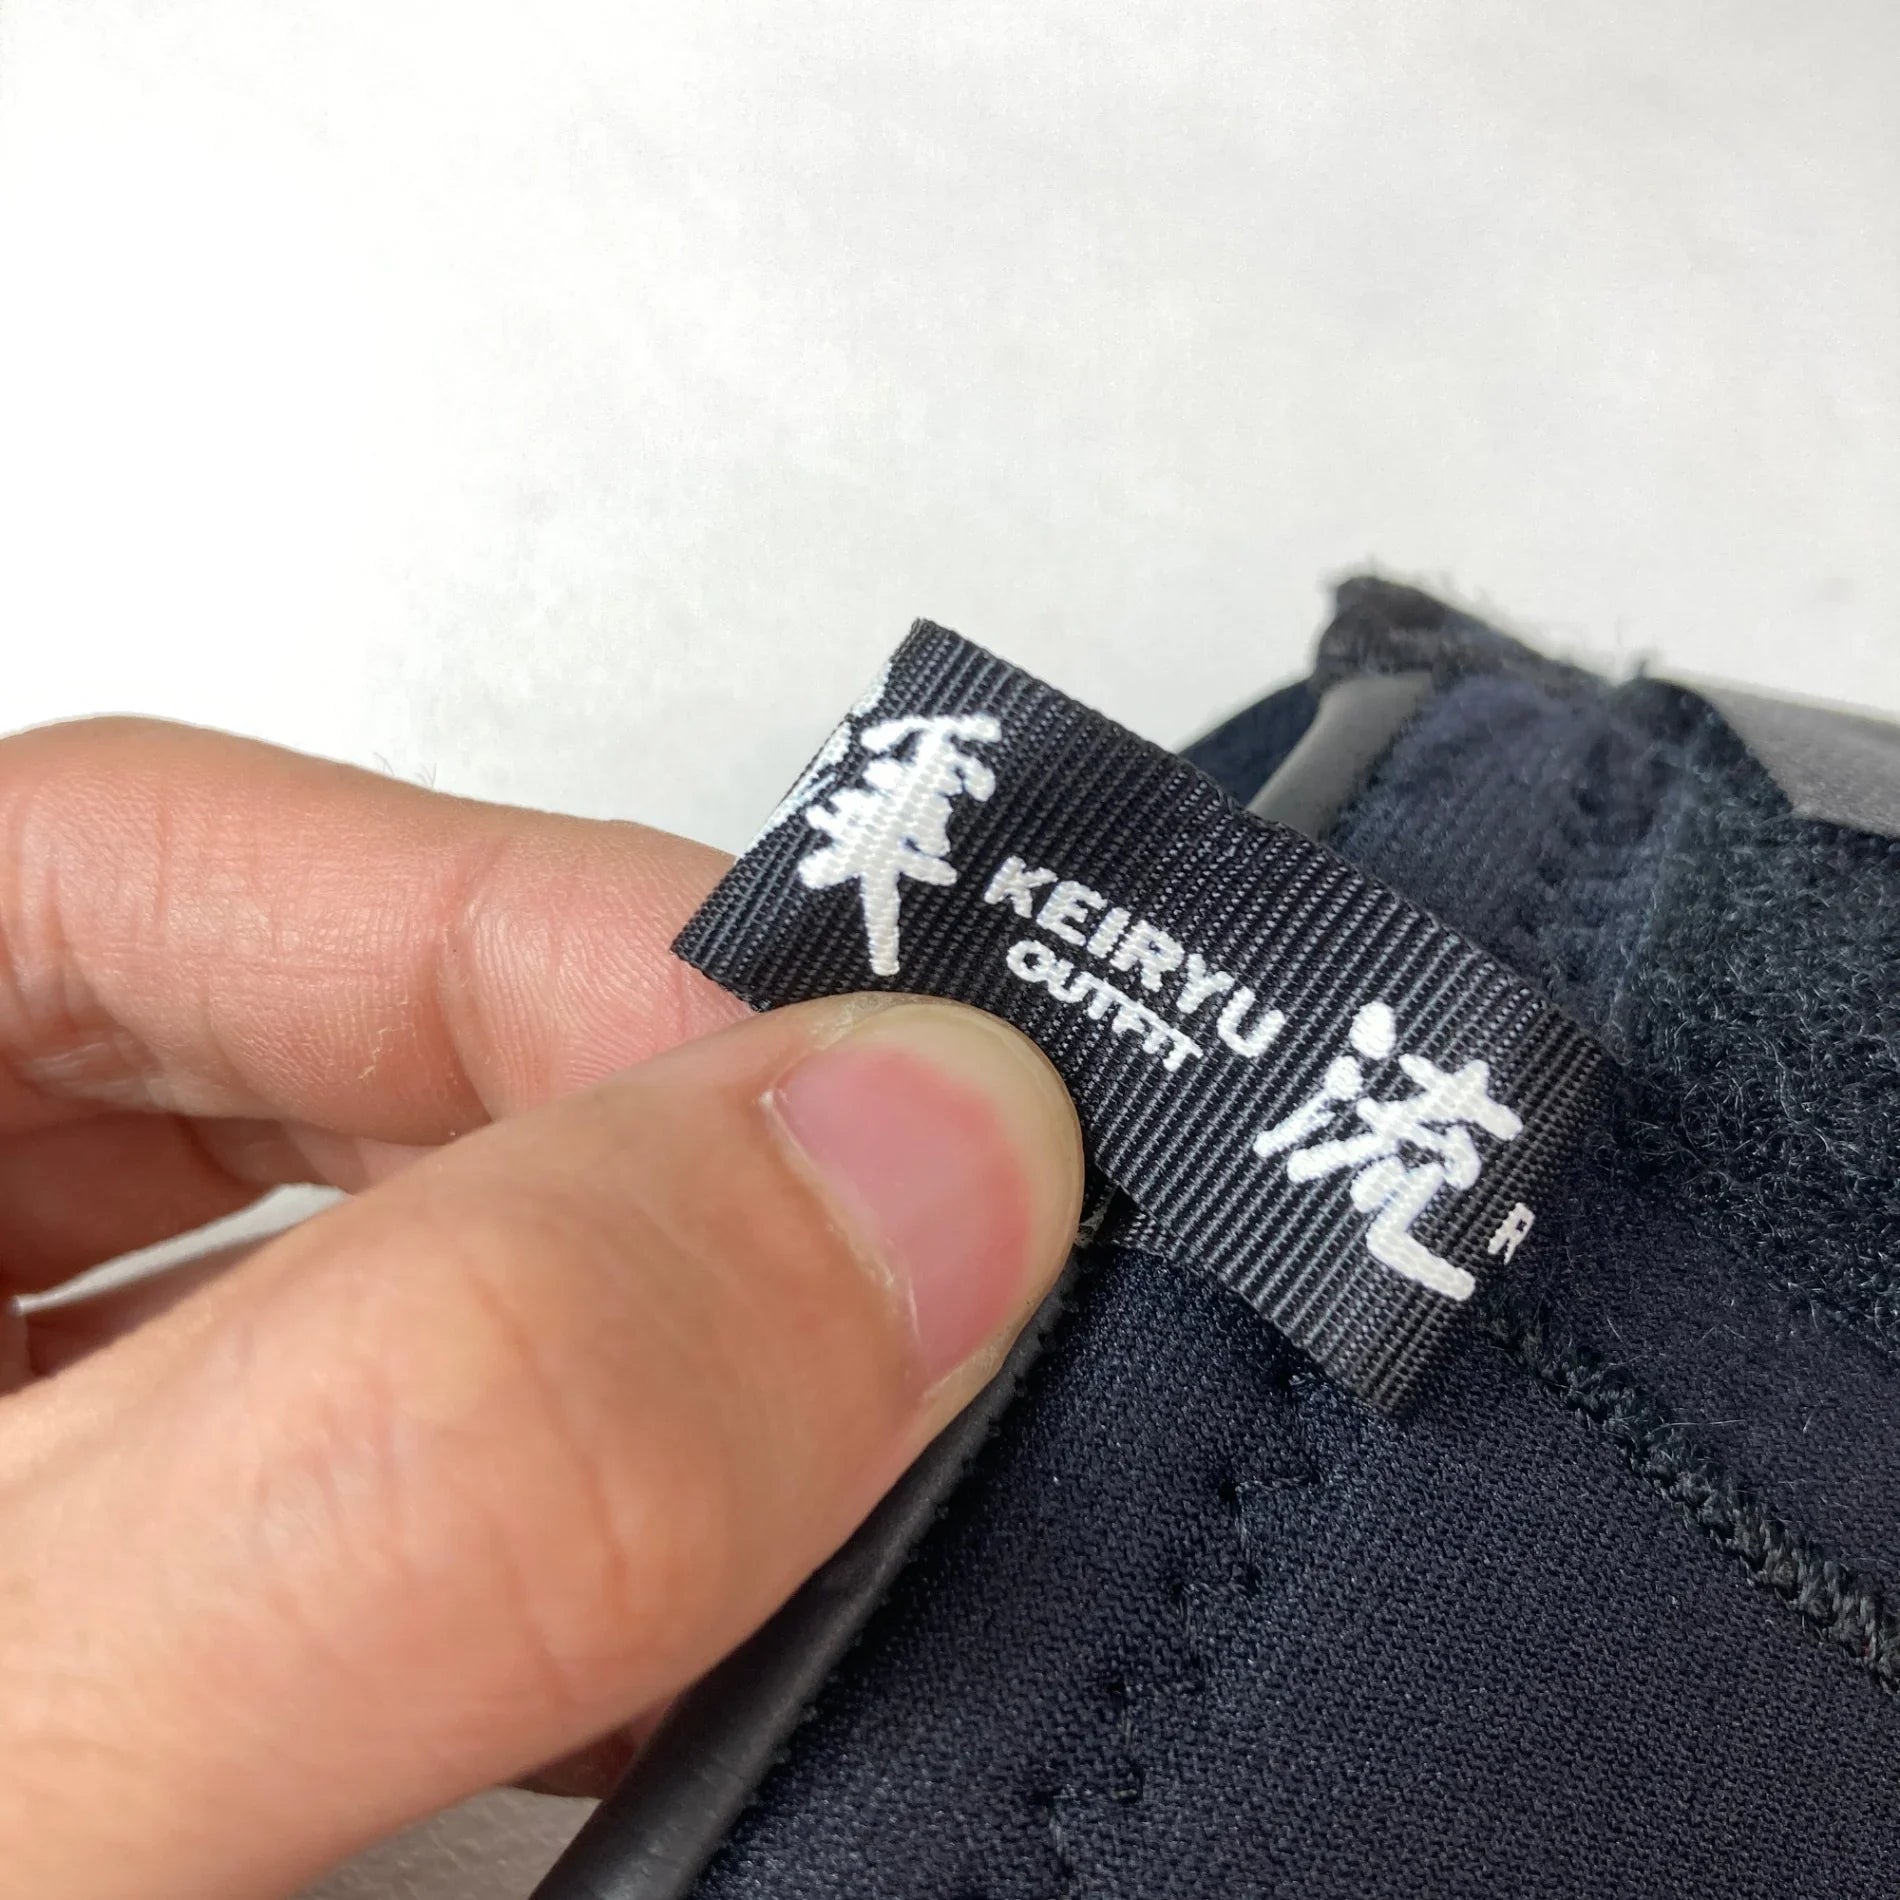 KEIRYU
OUTFIT
流
R